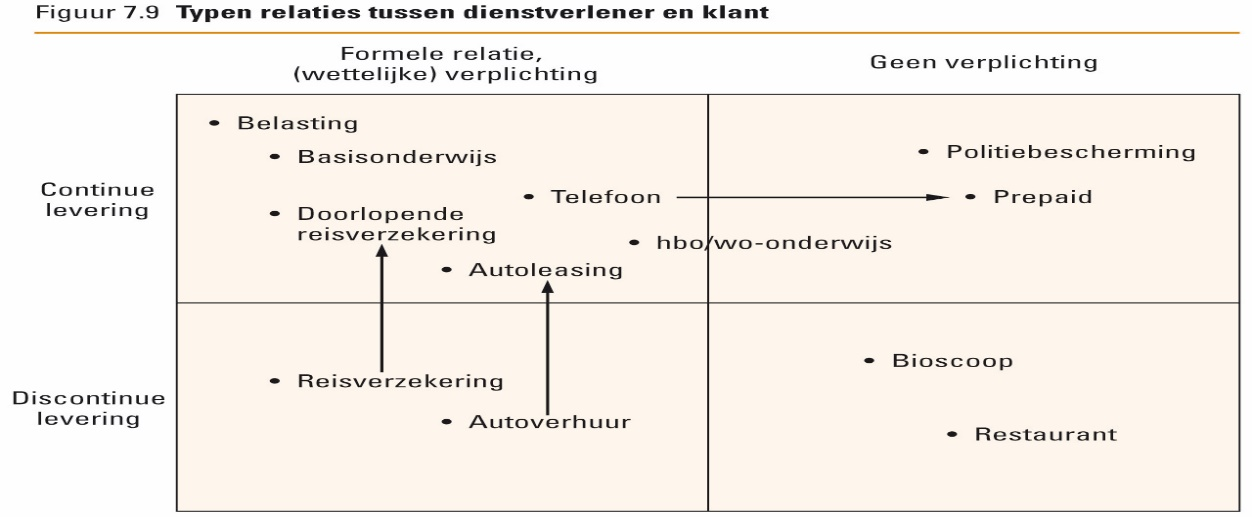 Figuur 7.9 Typen relaties tussen dienstverlener en klant
Formele relatie,
(wettelijke) verplichting
Geen verplichting
Continue
levering
• Belasting
• Basisonderwijs
• Politiebescherming
• Telefoon
• Prepaid
• Doorlopende
reisverzekering
• hbo/wo-onderwijs
• Autoleasing
Discontinue
levering
• Reisverzekering
• Autoverhuur
• Bioscoop
• Restaurant